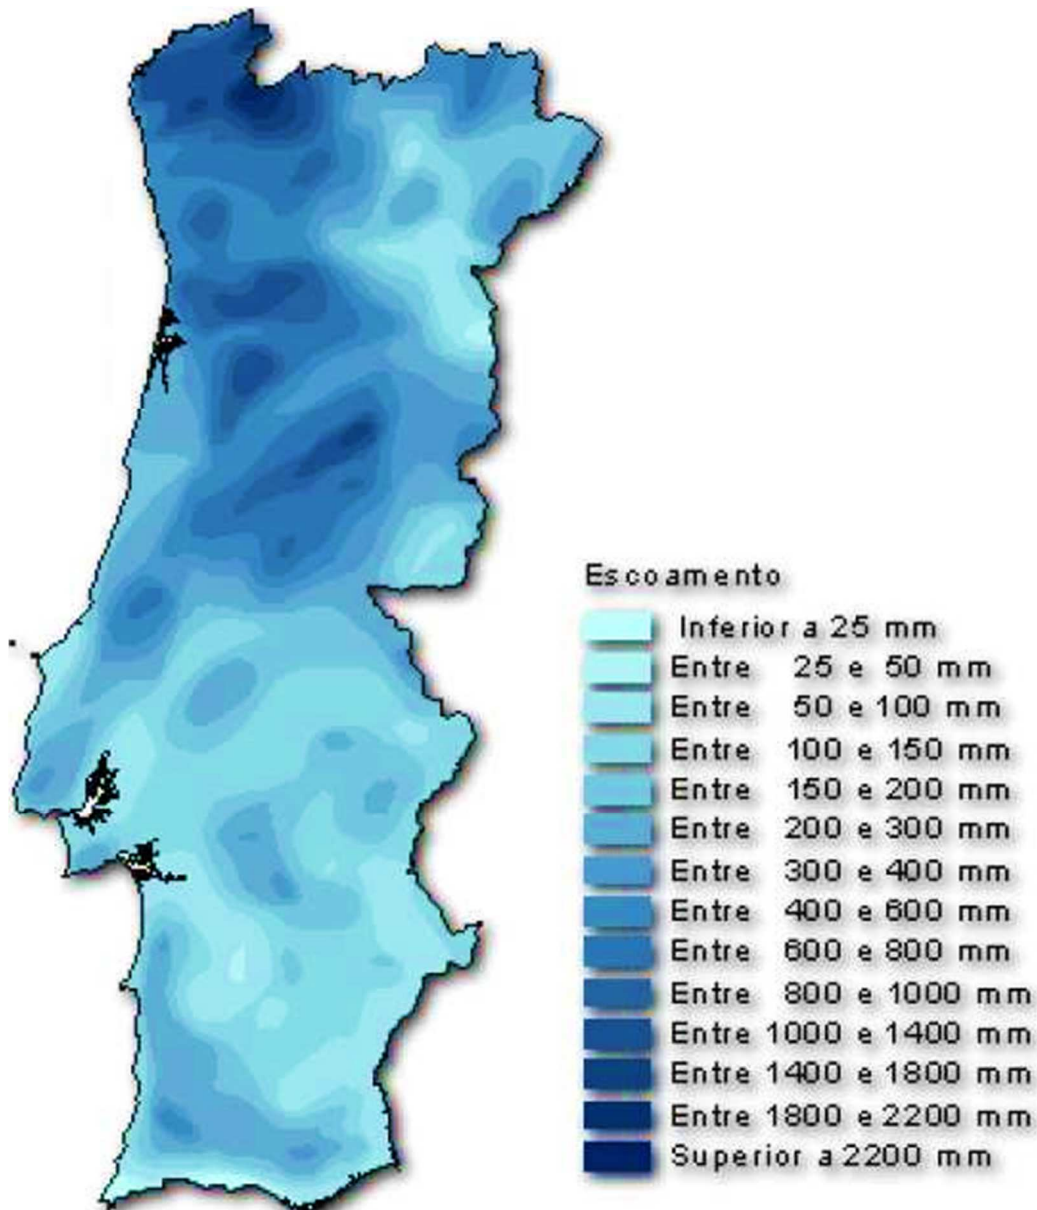 Escoamento
Inferior a 25 mm
Entre 25 e 50 mm
Entre 50 e 100 mm
Entre 100 e 150 mm
Entre 150 e 200 mm
Entre 200 e 300 mm
Entre 300 e 400 mm
Entre 400 e 600 mm
Entre 600 e 800 mm
Entre 800 e 1000 mm
Entre 1000 e 1400 mm
Entre 1400 e 1800 mm
Entre 1800 e 2200 mm
Superior a 2200 mm